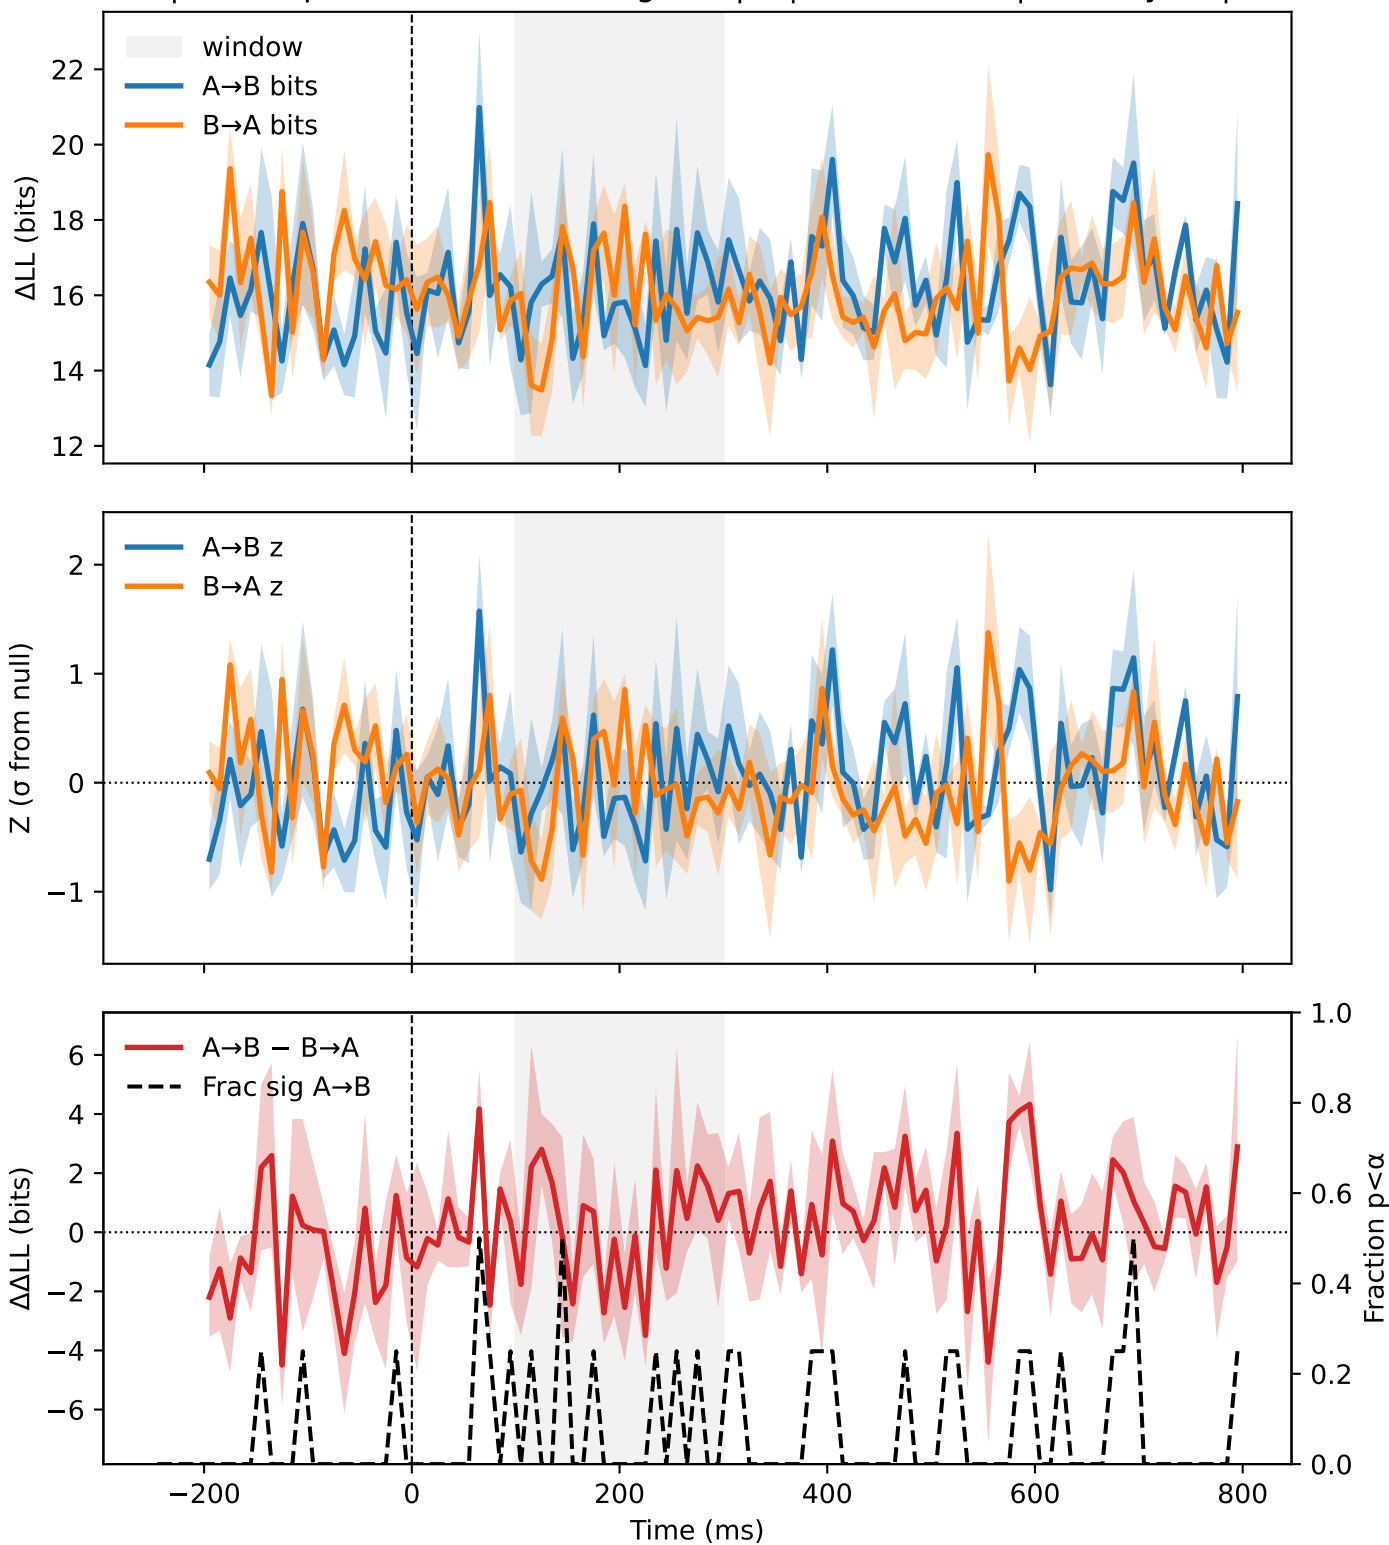 window
A→B bits
B→A bits
ΔLL (bits)
22
20
18
16
14
12
A→B z
B→A z
Z (σ from null)
2
1
0
−1
A→B − B→A
Frac sig A→B
ΔΔLL (bits)
6
4
2
0
−2
−4
−6
1.0
0.8
0.6
0.4
0.2
0.0
Fraction p<α
−200
0
200
400
600
800
Time (ms)